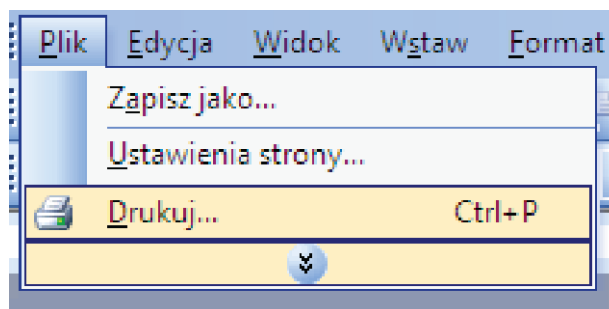 Plik Edycja Widok Wstaw Format
Zapisz jako...
Ustawienia strony...
Drukuj... Ctrl+P